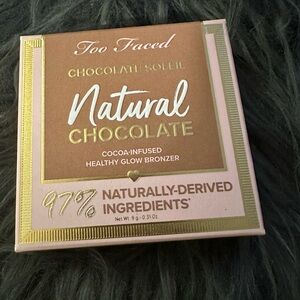 Too Faced
CHOCOLATE SOLEIL
Natural
CHOCOLATE
COCOA-INFUSED
HEALTHY GLOW BRONZER
97% NATURALLY-DERIVED
INGREDIENTS*
Net Wt. 9 g - 0.31 Oz.